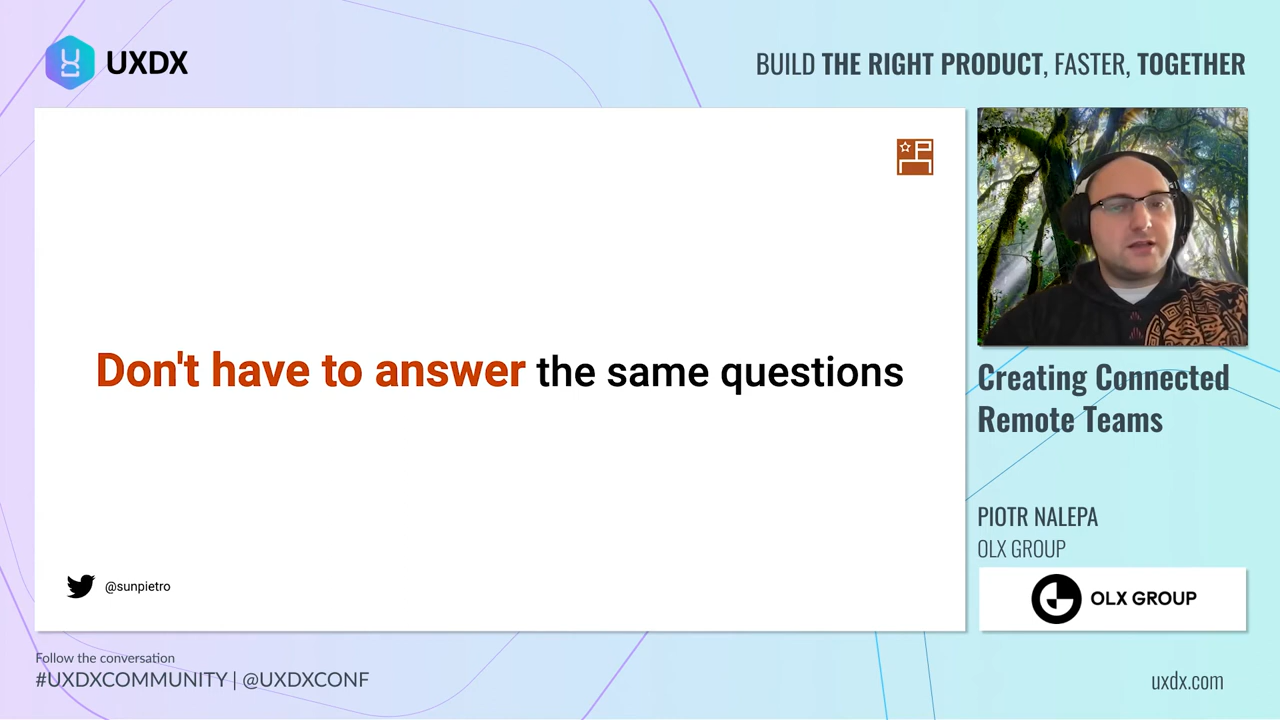 UXDX
BUILD THE RIGHT PRODUCT, FASTER, TOGETHER
Don't have to answer the same questions
@sunpietro
Creating Connected
Remote Teams
PIOTR NALEPA
OLX GROUP
OLX GROUP
Follow the conversation
#UXDXCOMMUNITY | @UXDXCONF
uxdx.com